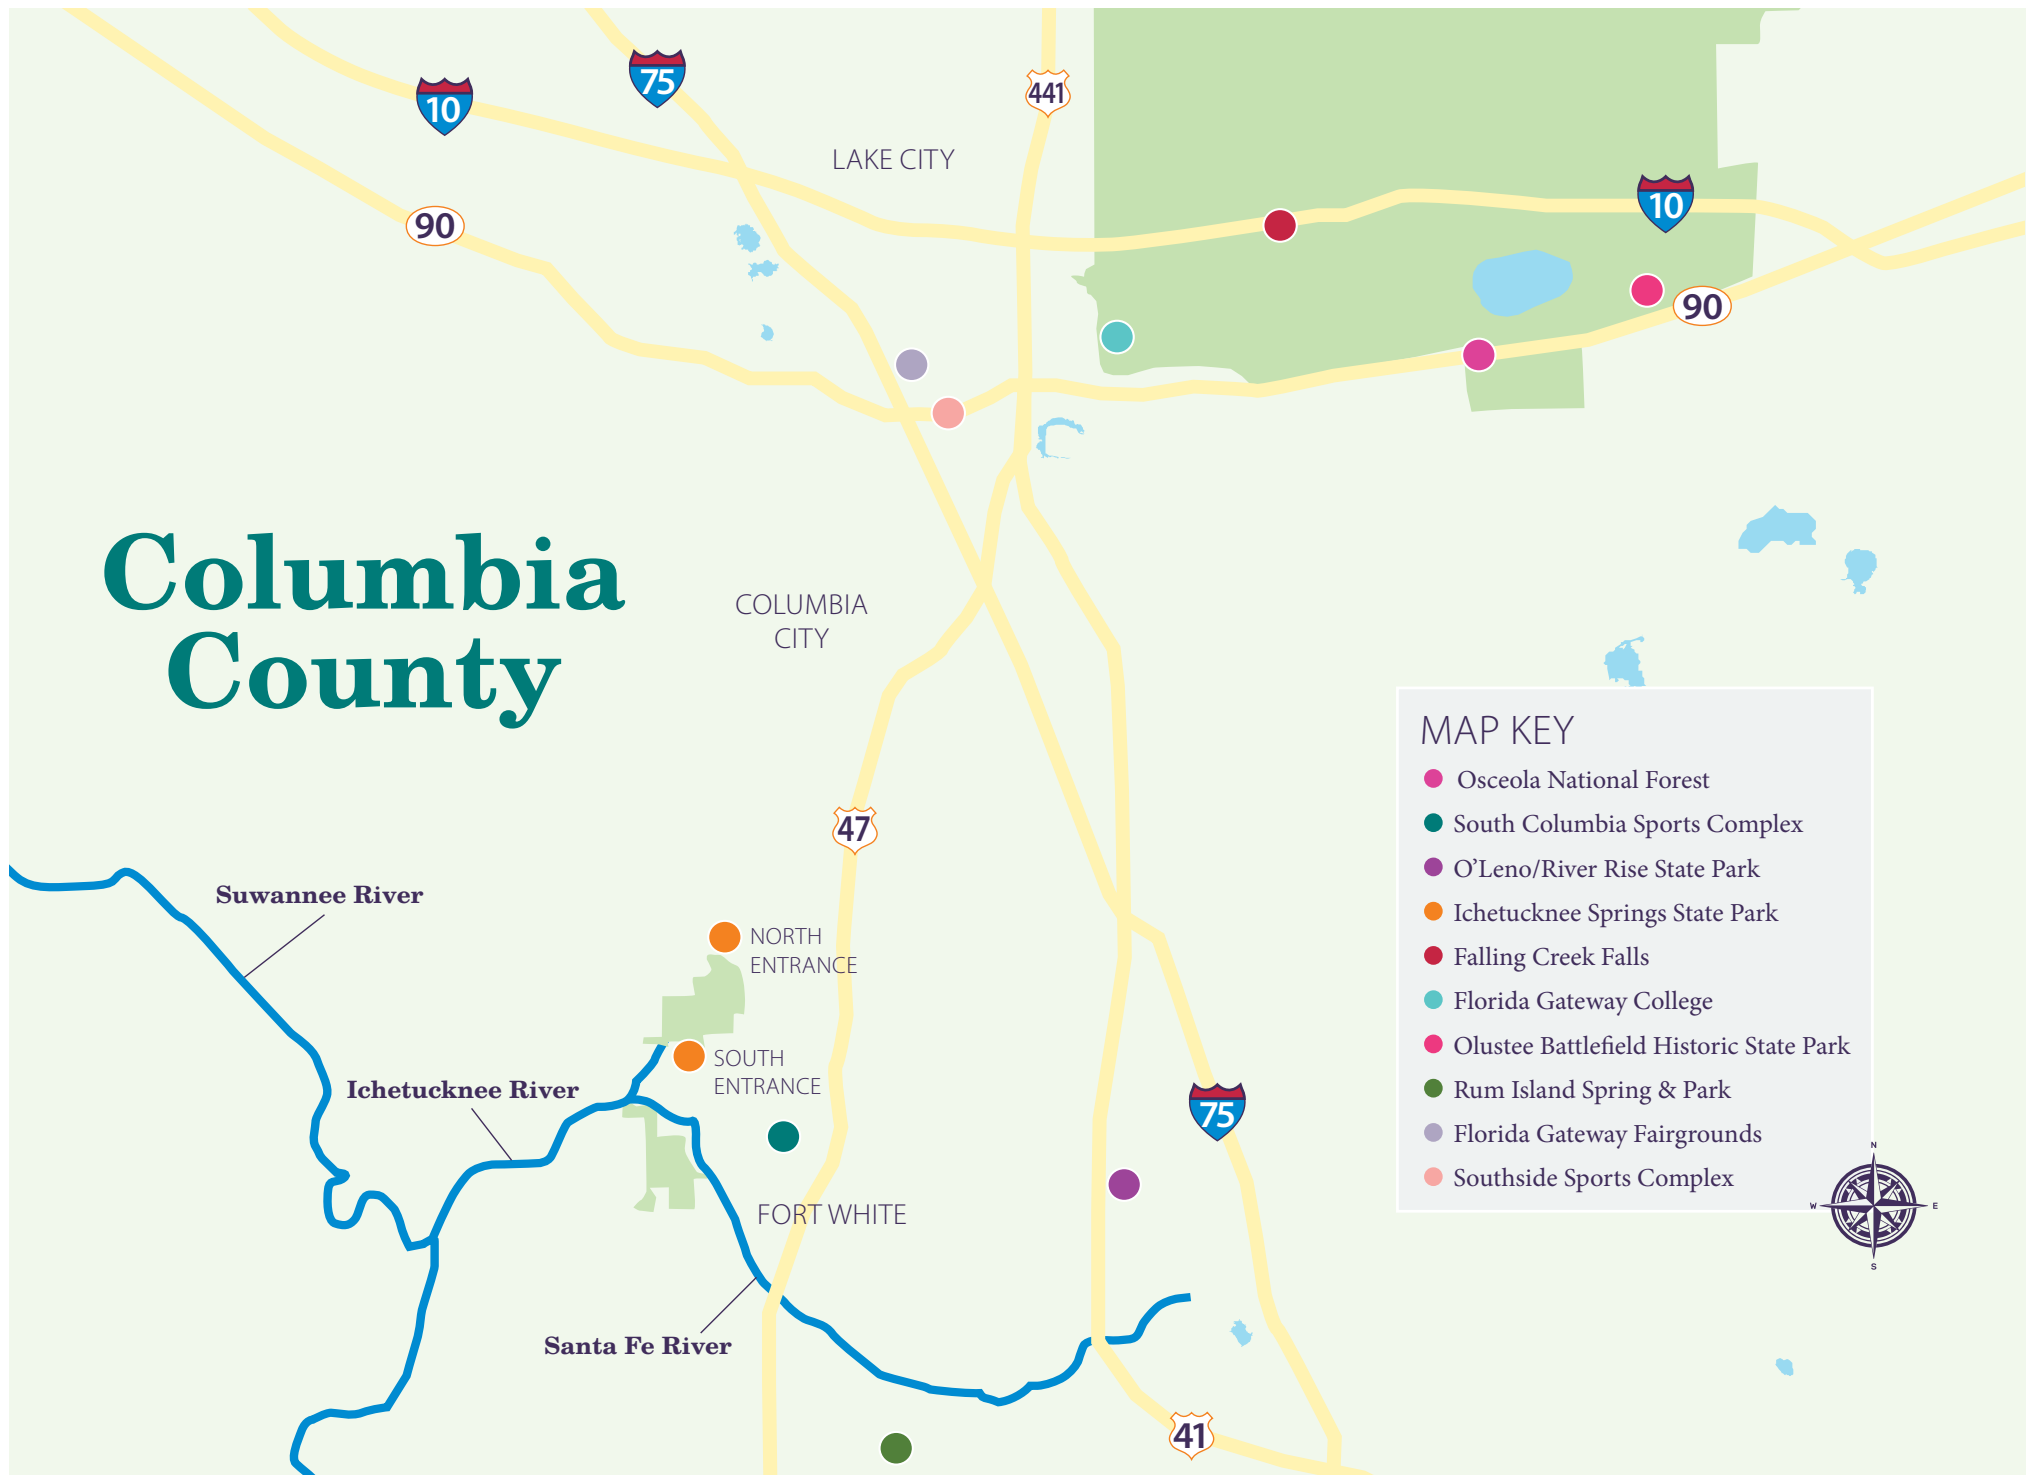 75
10
441
LAKE CITY
10
90
90
Columbia
County
COLUMBIA
CITY
MAP KEY
Osceola National Forest
South Columbia Sports Complex
O’Leno/River Rise State Park
Ichetucknee Springs State Park
Falling Creek Falls
Florida Gateway College
Olustee Battlefield Historic State Park
Rum Island Spring & Park
Florida Gateway Fairgrounds
Southside Sports Complex
N
W
E
S
47
Suwannee River
NORTH
ENTRANCE
SOUTH
ENTRANCE
Ichetucknee River
75
FORT WHITE
Santa Fe River
41